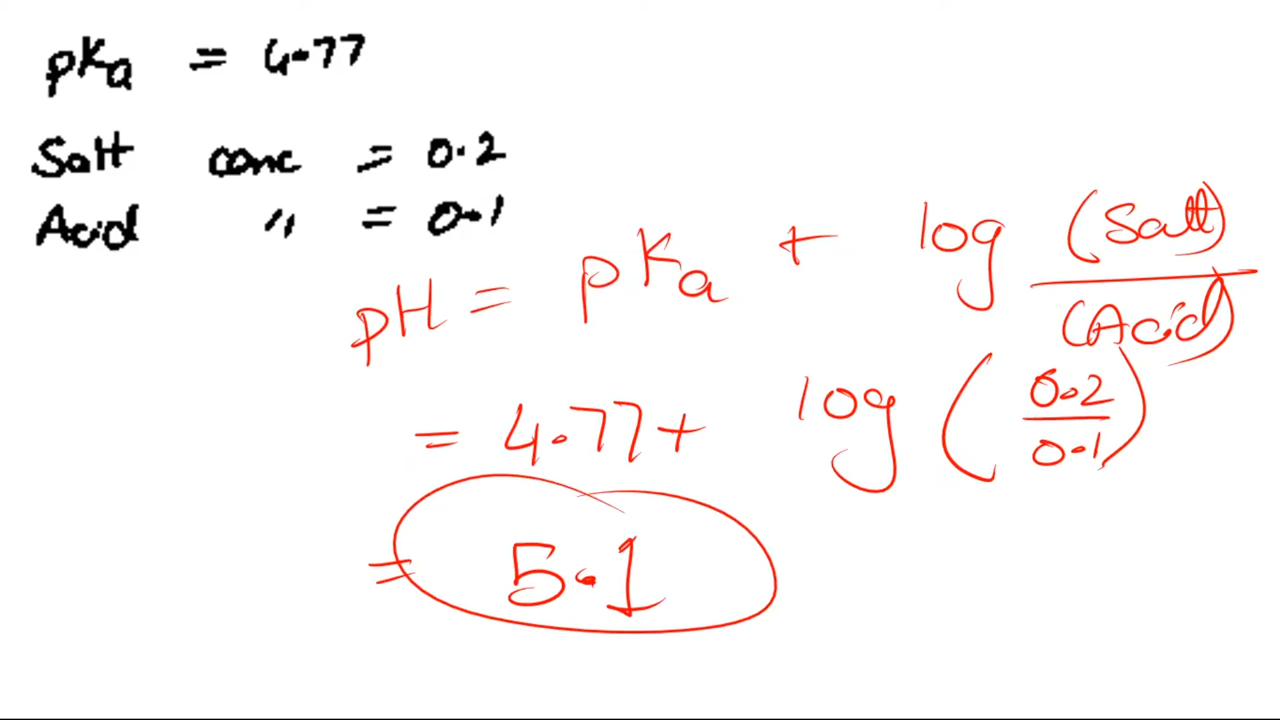 pKa = 4.77
Salt conc = 0.2
Acid " = 0.1
pH = pKa + log (Salt)/(Acid)
= 4.77 + log (0.2/0.1)
= 5.1